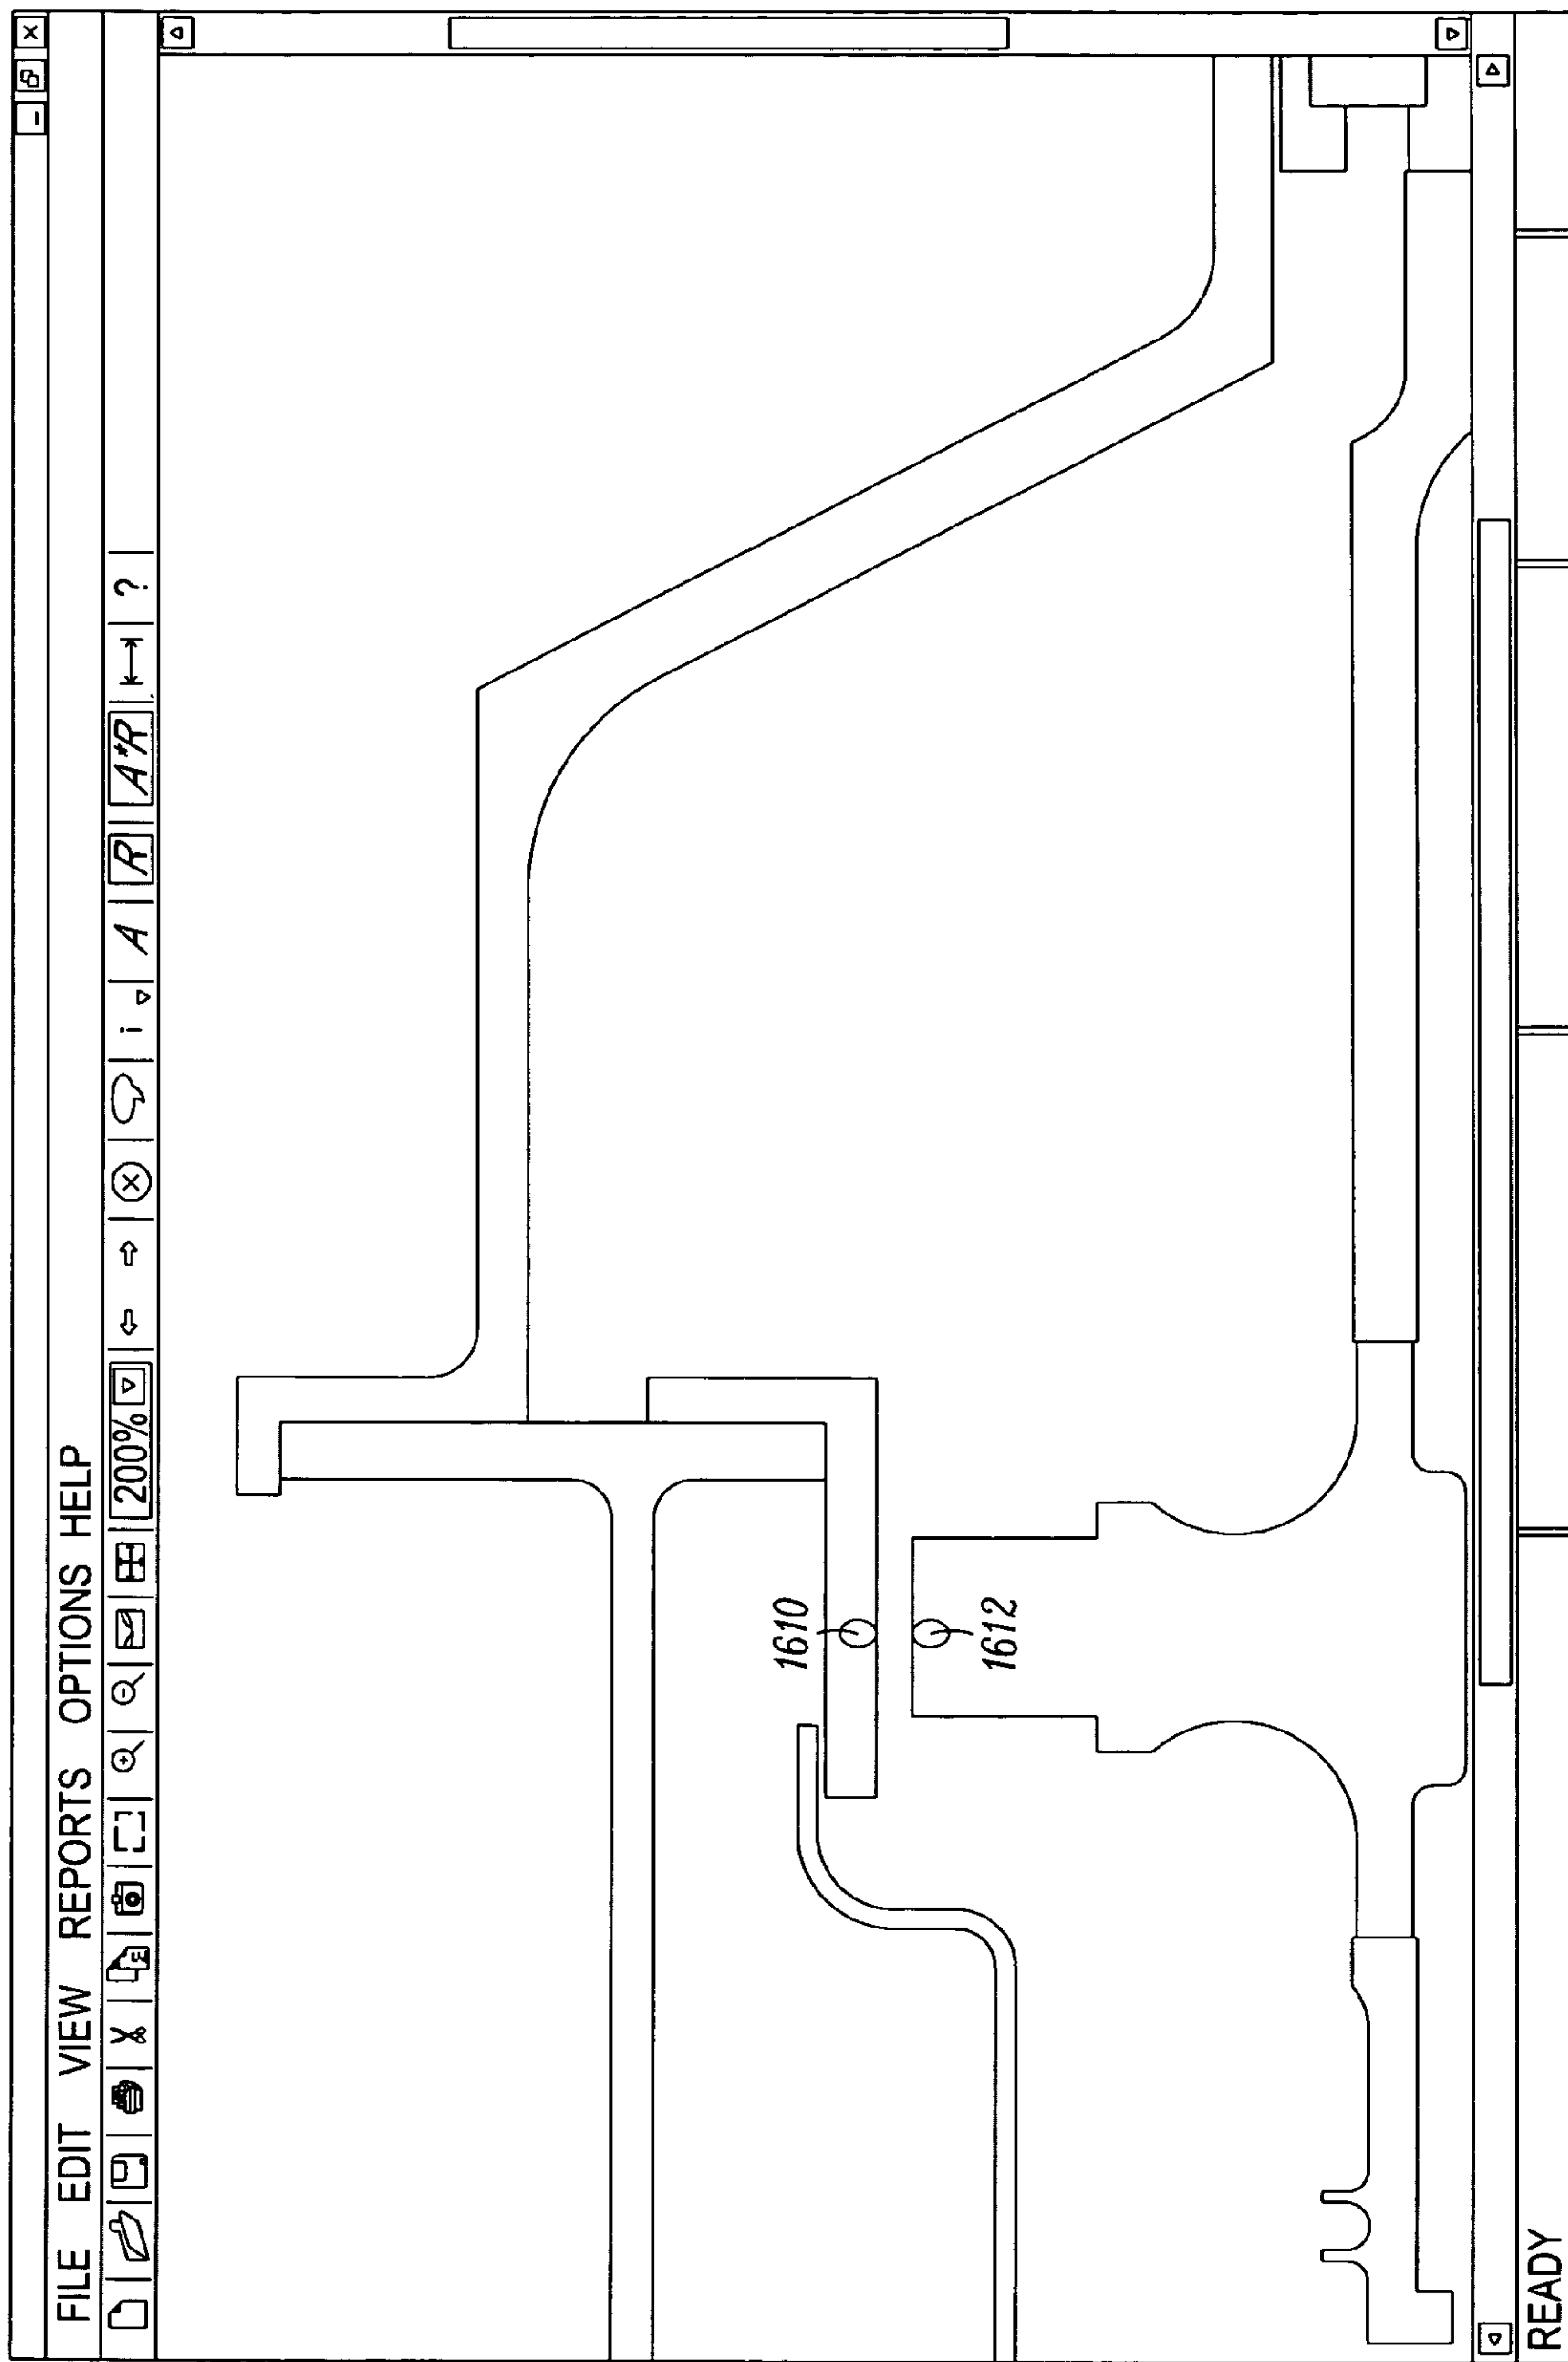 FILE EDIT VIEW REPORTS OPTIONS HELP
200% i A R A*R ?
1610
1612
READY